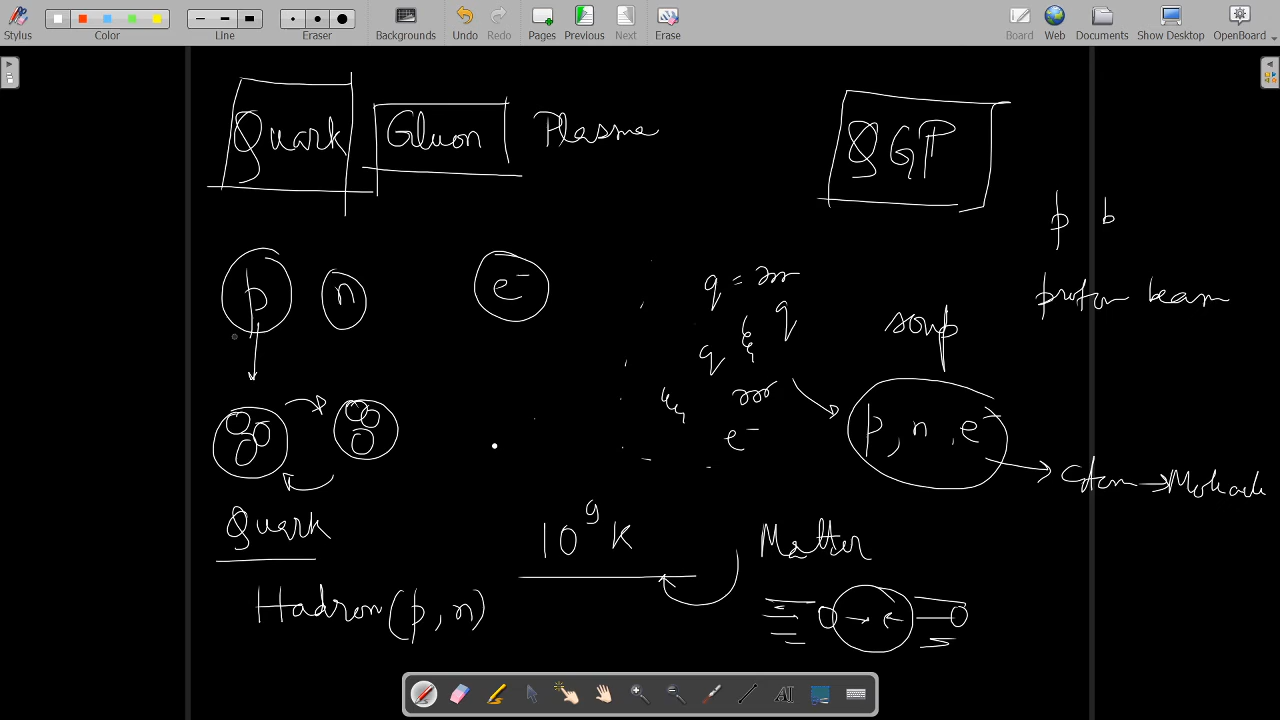 Stylus Color Line Eraser Backgrounds Undo Redo Pages Previous Next Erase Board Web Documents Show Desktop OpenBoard
Quark Gluon Plasma
QGP
p b
proton beam
p n e⁻
q q
q
e⁻
soup
p, n, e⁻
Atom → Molecule
Quark
Hadron (p, n)
10⁹ K
Matter